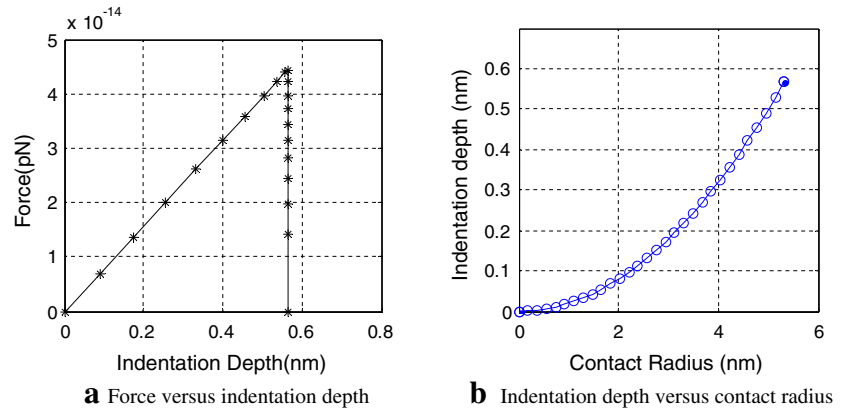 x 10⁻¹⁴
5
4
3
2
1
0
Force(pN)
0 0.2 0.4 0.6 0.8
Indentation Depth(nm)
a Force versus indentation depth
0.6
0.5
0.4
0.3
0.2
0.1
0
Indentation depth (nm)
0 2 4 6
Contact Radius (nm)
b Indentation depth versus contact radius